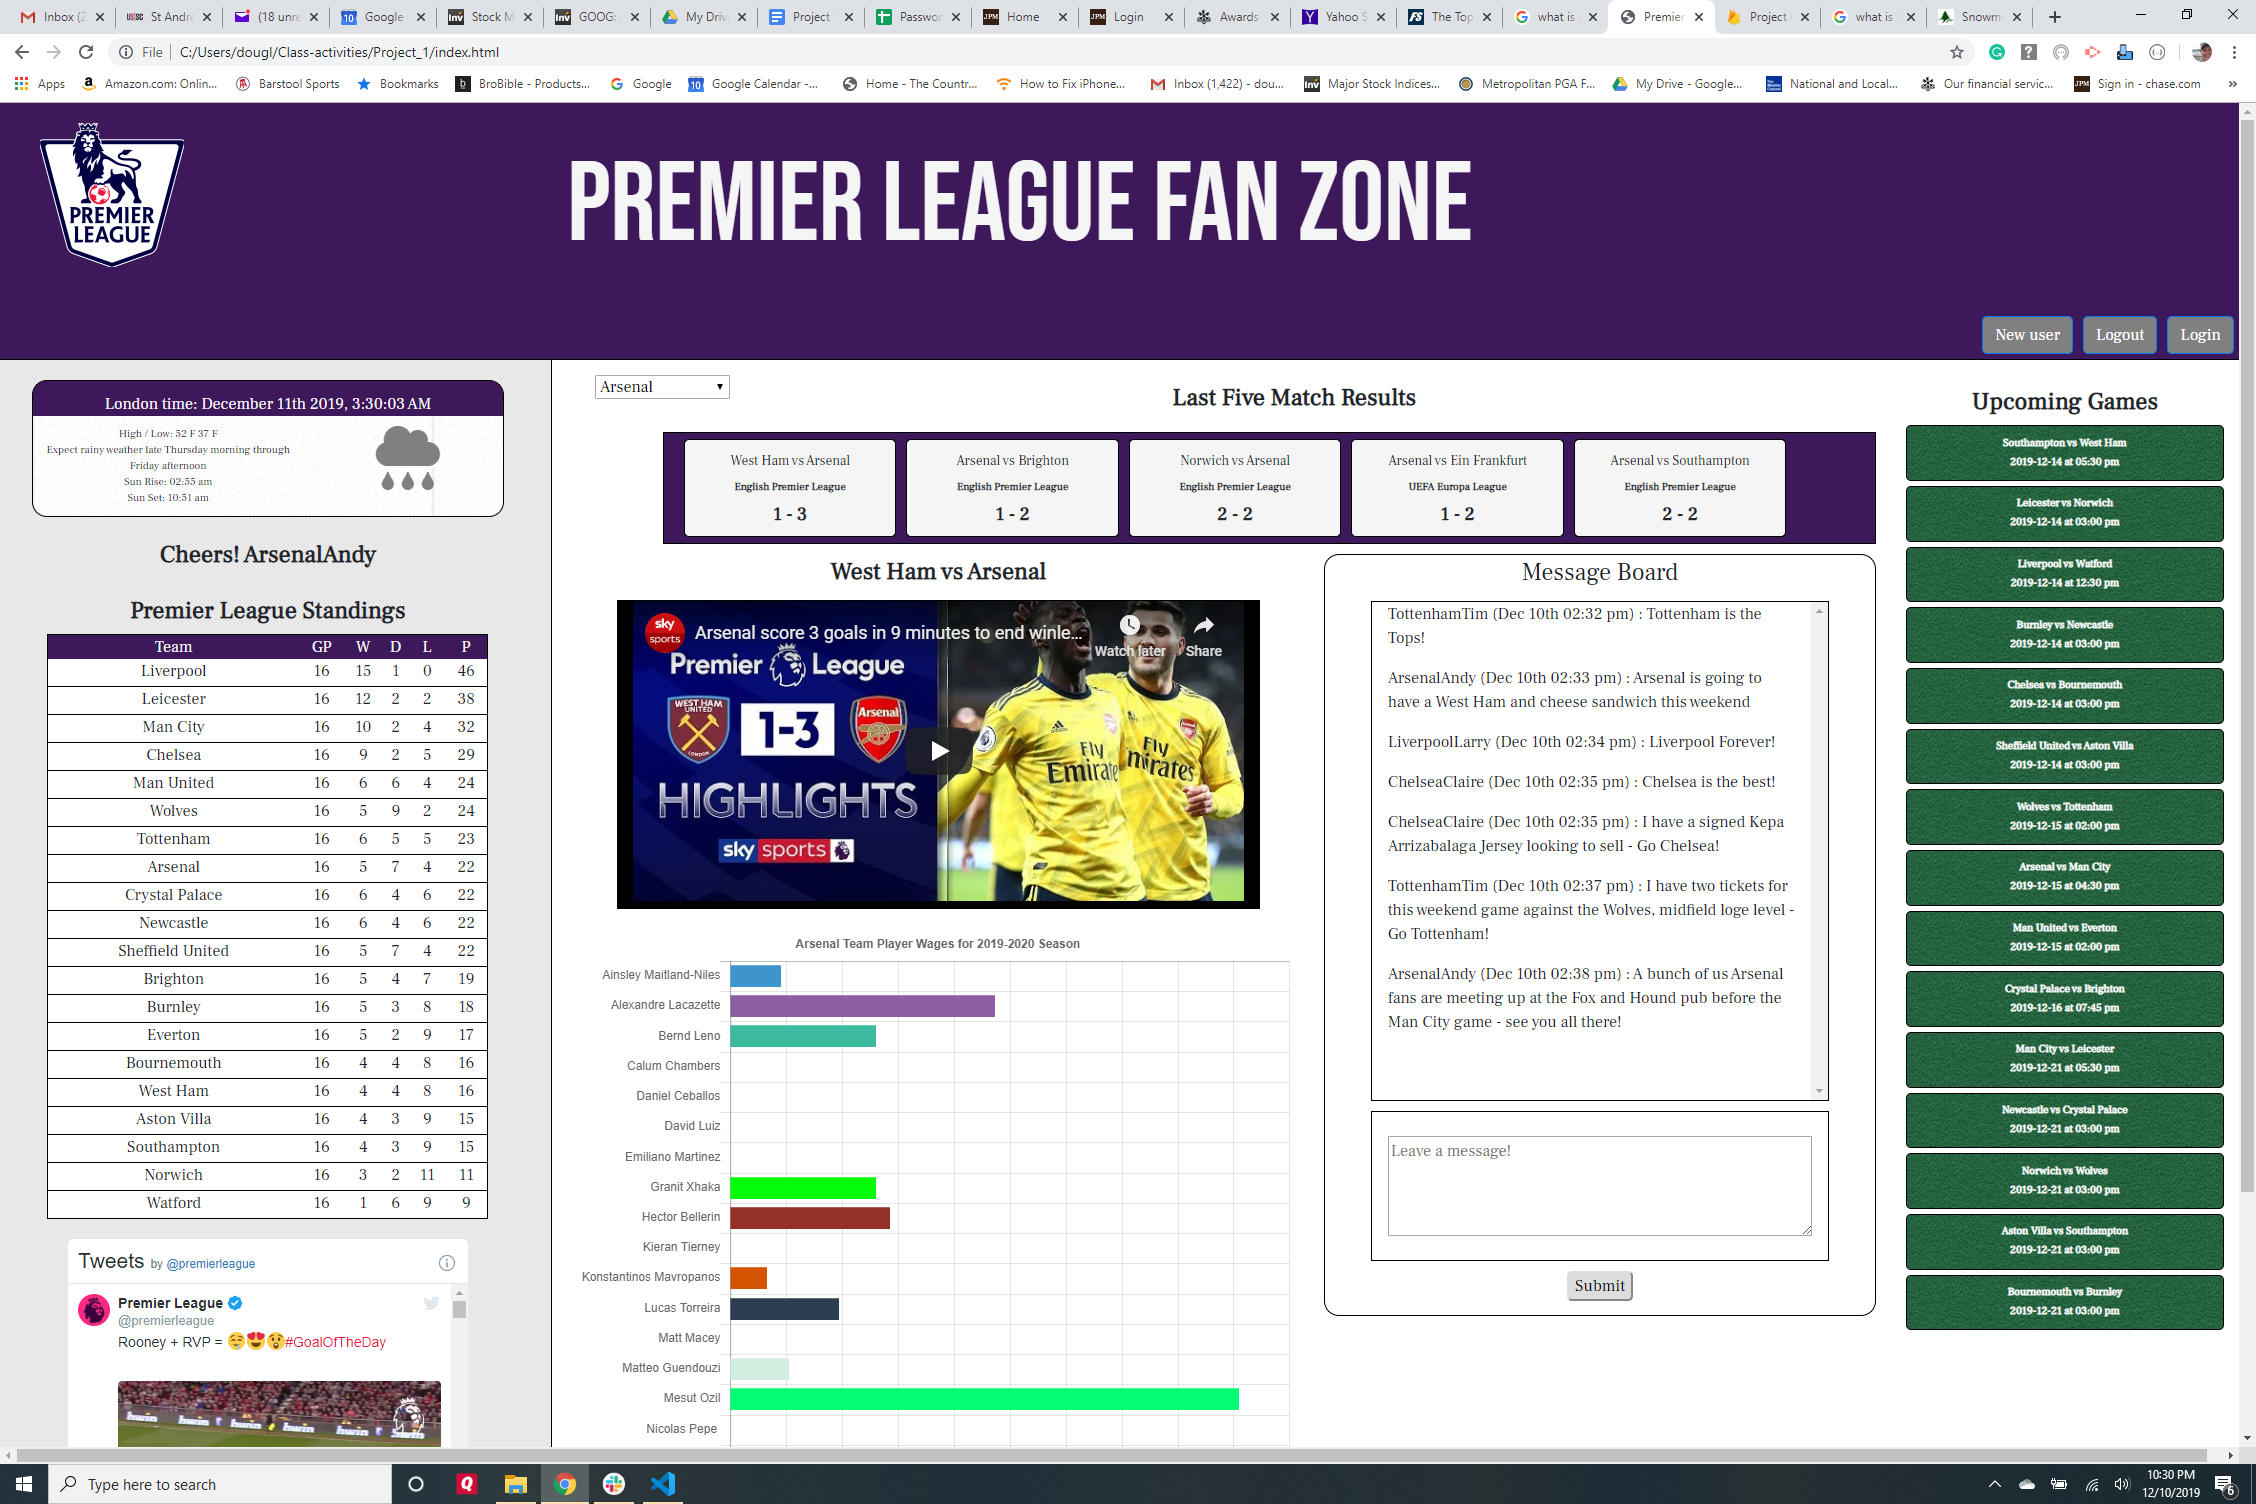 Inbox (2
St Andre
(18 unre
Google
Stock M
GOOG:
My Driv
Project
Passwor
Home
Login
Awards
Yahoo S
The Top
what is
Premier
Project
what is
Snowm
File
C:/Users/dougl/Class-activities/Project_1/index.html
Apps
Amazon.com: Onlin...
Barstool Sports
Bookmarks
BroBible - Products...
Google
Google Calendar -...
Home - The Countr...
How to Fix iPhone...
Inbox (1,422) - dou...
Major Stock Indices...
Metropolitan PGA F...
My Drive - Google...
National and Local...
Our financial servic...
Sign in - chase.com
PREMIER
LEAGUE
PREMIER LEAGUE FAN ZONE
New user
Logout
Login
London time: December 11th 2019, 3:30:03 AM
High / Low: 52 F 37 F
Expect rainy weather late Thursday morning through
Friday afternoon
Sun Rise: 02:55 am
Sun Set: 10:51 am
Cheers! ArsenalAndy
Premier League Standings
Team GP W D L P
Liverpool 16 15 1 0 46
Leicester 16 12 2 2 38
Man City 16 10 2 4 32
Chelsea 16 9 2 5 29
Man United 16 6 6 4 24
Wolves 16 5 9 2 24
Tottenham 16 6 5 5 23
Arsenal 16 5 7 4 22
Crystal Palace 16 6 4 6 22
Newcastle 16 6 4 6 22
Sheffield United 16 5 7 4 22
Brighton 16 5 4 7 19
Burnley 16 5 3 8 18
Everton 16 5 2 9 17
Bournemouth 16 4 4 8 16
West Ham 16 4 4 8 16
Aston Villa 16 4 3 9 15
Southampton 16 4 3 9 15
Norwich 16 3 2 11 11
Watford 16 1 6 9 9
Tweets by @premierleague
Premier League
@premierleague
Rooney + RVP = 🤤😍😲#GoalOfTheDay
bwin bwin bwin bwin
Arsenal
Last Five Match Results
West Ham vs Arsenal
English Premier League
1 - 3
Arsenal vs Brighton
English Premier League
1 - 2
Norwich vs Arsenal
English Premier League
2 - 2
Arsenal vs Ein Frankfurt
UEFA Europa League
1 - 2
Arsenal vs Southampton
English Premier League
2 - 2
West Ham vs Arsenal
sky
sports
Arsenal score 3 goals in 9 minutes to end winle...
Watch later
Share
Premier League
WEST HAM
UNITED
LONDON
1-3
Arsenal
HIGHLIGHTS
sky sports
Fly
Emirate
Fly
mirates
Arsenal Team Player Wages for 2019-2020 Season
Ainsley Maitland-Niles
Alexandre Lacazette
Bernd Leno
Calum Chambers
Daniel Ceballos
David Luiz
Emiliano Martinez
Granit Xhaka
Hector Bellerin
Kieran Tierney
Konstantinos Mavropanos
Lucas Torreira
Matt Macey
Matteo Guendouzi
Mesut Ozil
Nicolas Pepe
Message Board
TottenhamTim (Dec 10th 02:32 pm) : Tottenham is the
Tops!
ArsenalAndy (Dec 10th 02:33 pm) : Arsenal is going to
have a West Ham and cheese sandwich this weekend
LiverpoolLarry (Dec 10th 02:34 pm) : Liverpool Forever!
ChelseaClaire (Dec 10th 02:35 pm) : Chelsea is the best!
ChelseaClaire (Dec 10th 02:35 pm) : I have a signed Kepa
Arrizabalaga Jersey looking to sell - Go Chelsea!
TottenhamTim (Dec 10th 02:37 pm) : I have two tickets for
this weekend game against the Wolves, midfield loge level -
Go Tottenham!
ArsenalAndy (Dec 10th 02:38 pm) : A bunch of us Arsenal
fans are meeting up at the Fox and Hound pub before the
Man City game - see you all there!
Leave a message!
Submit
Upcoming Games
Southampton vs West Ham
2019-12-14 at 05:30 pm
Leicester vs Norwich
2019-12-14 at 03:00 pm
Liverpool vs Watford
2019-12-14 at 12:30 pm
Burnley vs Newcastle
2019-12-14 at 03:00 pm
Chelsea vs Bournemouth
2019-12-14 at 03:00 pm
Sheffield United vs Aston Villa
2019-12-14 at 03:00 pm
Wolves vs Tottenham
2019-12-15 at 02:00 pm
Arsenal vs Man City
2019-12-15 at 04:30 pm
Man United vs Everton
2019-12-15 at 02:00 pm
Crystal Palace vs Brighton
2019-12-16 at 07:45 pm
Man City vs Leicester
2019-12-21 at 05:30 pm
Newcastle vs Crystal Palace
2019-12-21 at 03:00 pm
Norwich vs Wolves
2019-12-21 at 03:00 pm
Aston Villa vs Southampton
2019-12-21 at 03:00 pm
Bournemouth vs Burnley
2019-12-21 at 03:00 pm
Type here to search
10:30 PM
12/10/2019
6